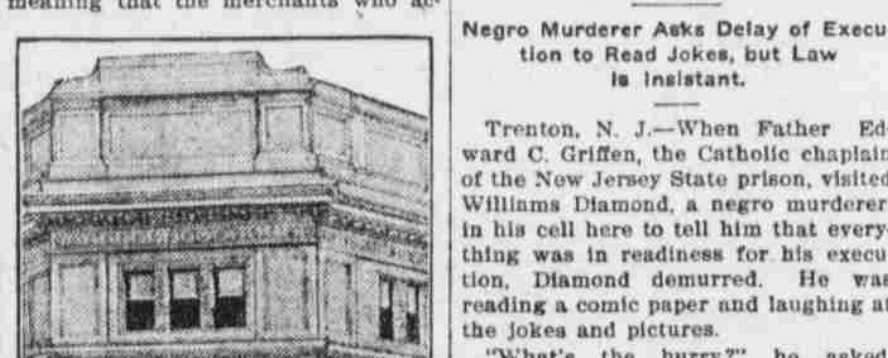 meaning that the merchants who ac-
Negro Murderer Asks Delay of Execu
tion to Read Jokes, but Law
Is Insistant.
Trenton, N. J.—When Father Ed
ward C. Griffen, the Catholic chaplain
of the New Jersey State prison, visited
Williams Diamond, a negro murderer
in his cell here to tell him that every-
thing was in readiness for his execu
tion, Diamond demurred. He was
reading a comic paper and laughing at
the jokes and pictures.
"What's the hurry?" he asked